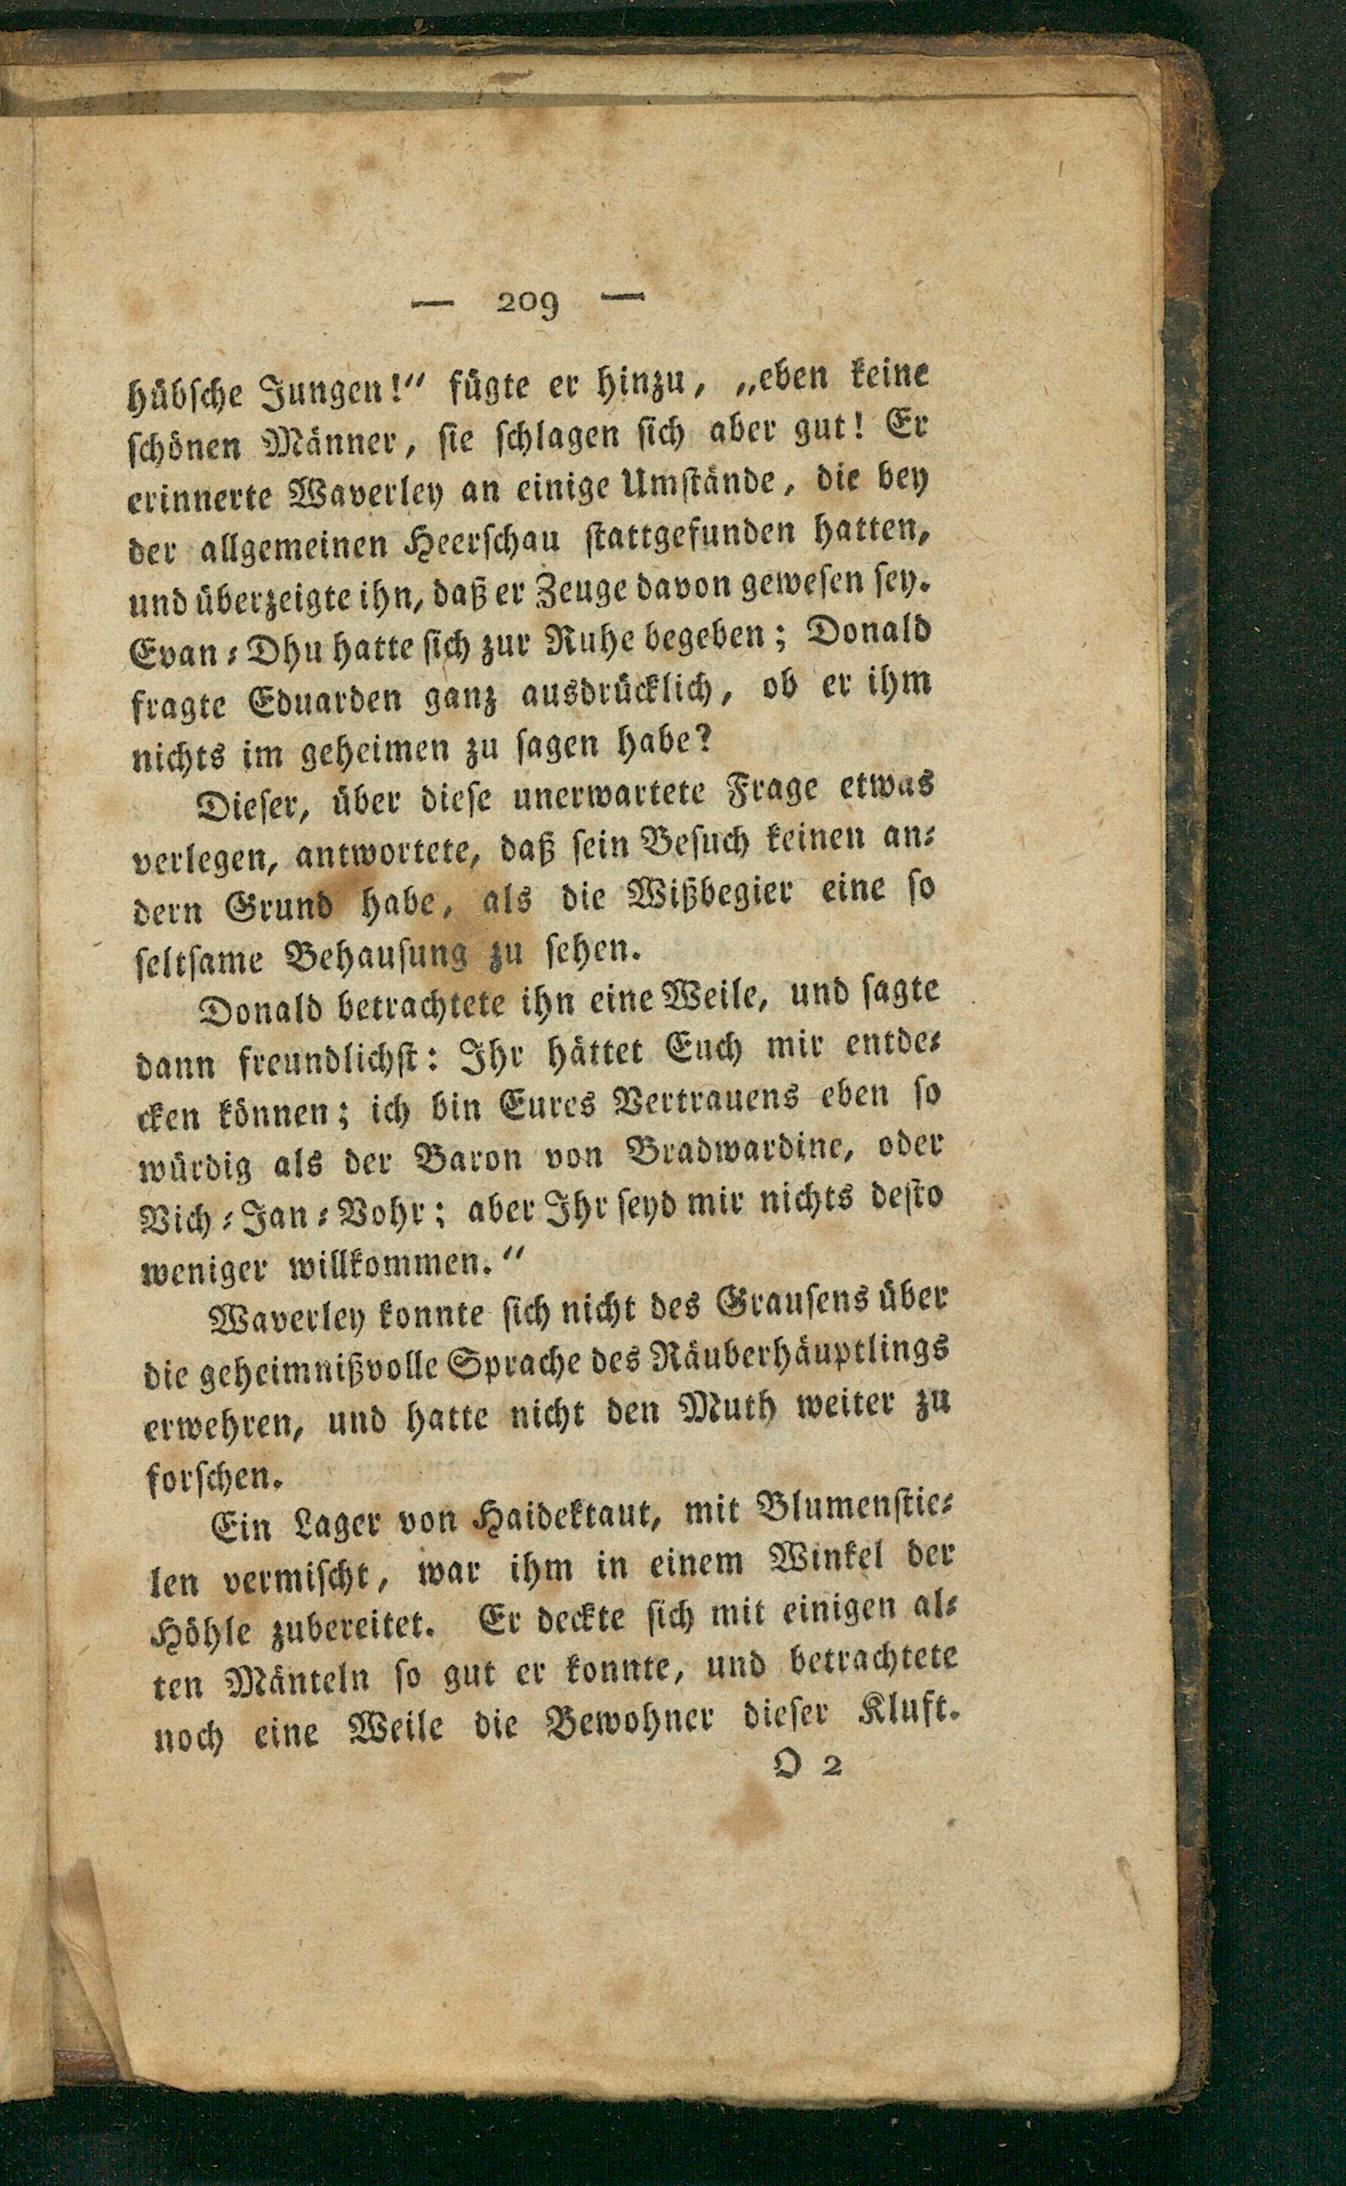 — 209 —
hübsche Jungen!“ fügte er hinzu, „eben keine
schönen Männer, sie schlagen sich aber gut! Er
erinnerte Waverley an einige Umstände, die bey
der allgemeinen Heerschau stattgefunden hatten,
und überzeigte ihn, daß er Zeuge davon gewesen sey.
Evan-Dhu hatte sich zur Ruhe begeben; Donald
fragte Eduarden ganz ausdrücklich, ob er ihm
nichts im geheimen zu sagen habe?
Dieser, über diese unerwartete Frage etwas
verlegen, antwortete, daß sein Besuch keinen an-
dern Grund habe, als die Wißbegier eine so
seltsame Behausung zu sehen.
Donald betrachtete ihn eine Weile, und sagte
dann freundlichst: Ihr hättet Euch mir entde-
cken können; ich bin Eures Vertrauens eben so
würdig als der Baron von Bradwardine, oder
Vich-Jan-Vohr; aber Ihr seyd mir nichts desto
weniger willkommen.“
Waverley konnte sich nicht des Grausens über
die geheimnißvolle Sprache des Räuberhäuptlings
erwehren, und hatte nicht den Muth weiter zu
forschen.
Ein Lager von Haidektaut, mit Blumenstie-
len vermischt, war ihm in einem Winkel der
Höhle zubereitet. Er deckte sich mit einigen al-
ten Mänteln so gut er konnte, und betrachtete
noch eine Weile die Bewohner dieser Kluft.
O 2